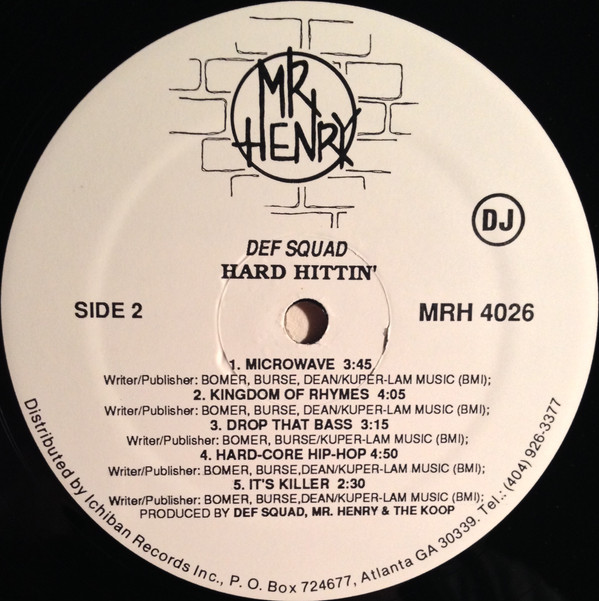 MR.
HENRY
DJ
DEF SQUAD
HARD HITTIN'
SIDE 2
MRH 4026
1. MICROWAVE 3:45
Writer/Publisher: BOMER, BURSE, DEAN/KUPER-LAM MUSIC (BMI);
2. KINGDOM OF RHYMES 4:05
Writer/Publisher: BOMER, BURSE,DEAN/KUPER-LAM MUSIC (BMI);
3. DROP THAT BASS 3:15
Writer/Publisher: BOMER, BURSE/KUPER-LAM MUSIC (BMI);
4. HARD-CORE HIP-HOP 4:50
Writer/Publisher: BOMER, BURSE,DEAN/KUPER-LAM MUSIC (BMI);
5. IT'S KILLER 2:30
Writer/Publisher: BOMER, BURSE,DEAN/KUPER-LAM MUSIC (BMI);
PRODUCED BY DEF SQUAD, MR. HENRY & THE KOOP
Distributed by Ichiban Records Inc., P. O. Box 724677, Atlanta GA 30339. Tel.: (404) 926-3377